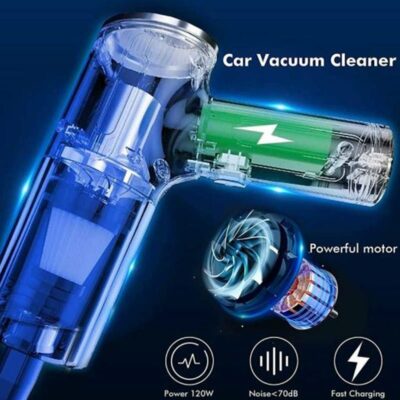 Car Vacuum Cleaner
Powerful motor
Power 120W
Noise<70dB
Fast Charging